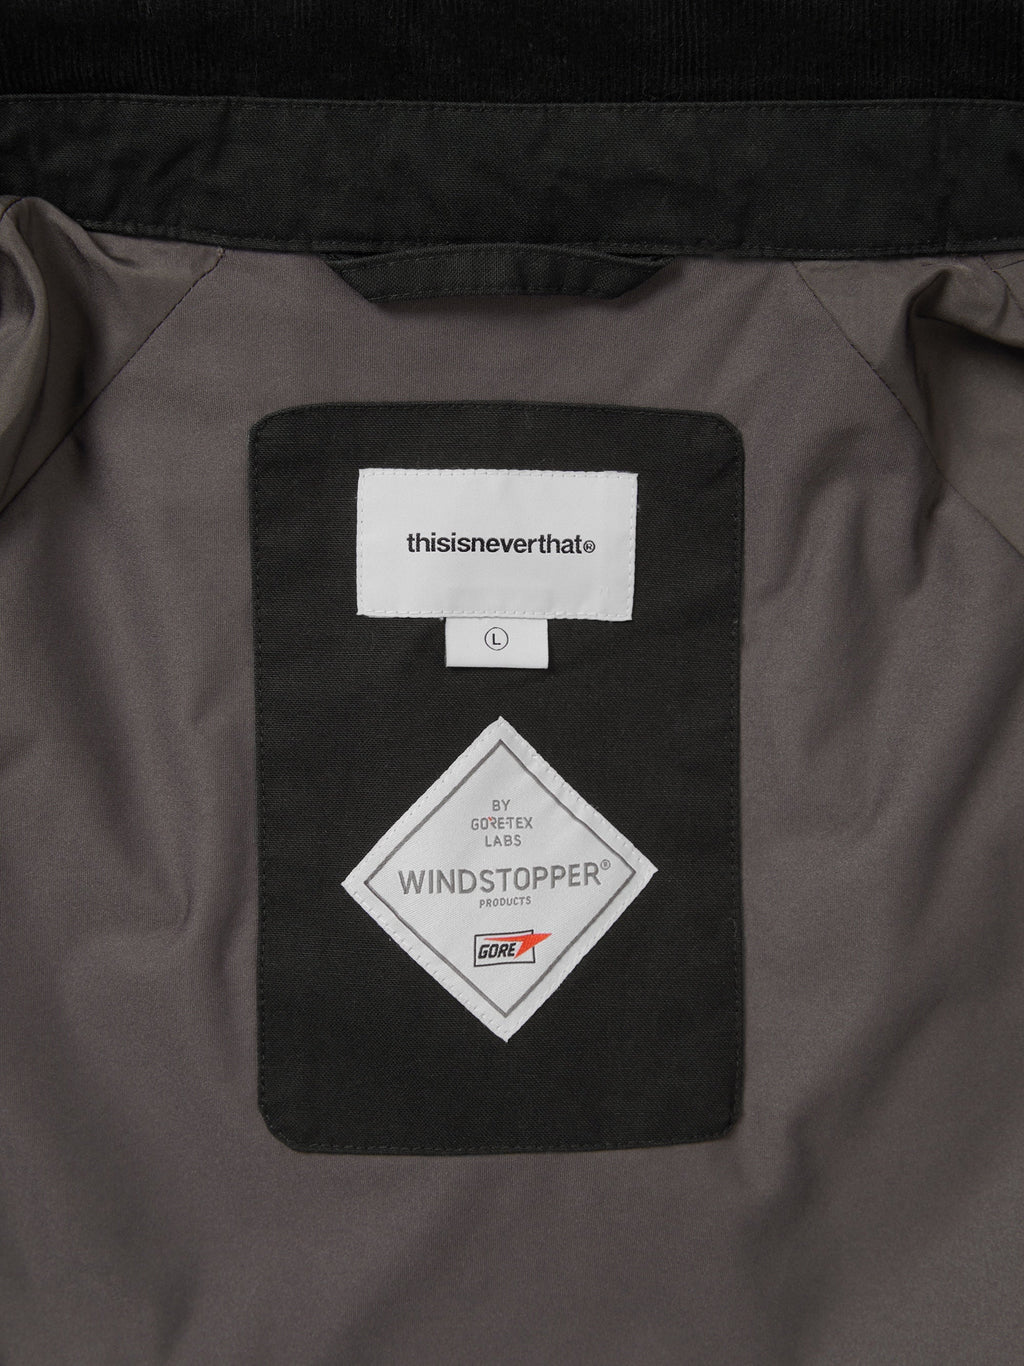 thisisneverthat®
L
BY
GORE-TEX
LABS
WINDSTOPPER®
PRODUCTS
GORE